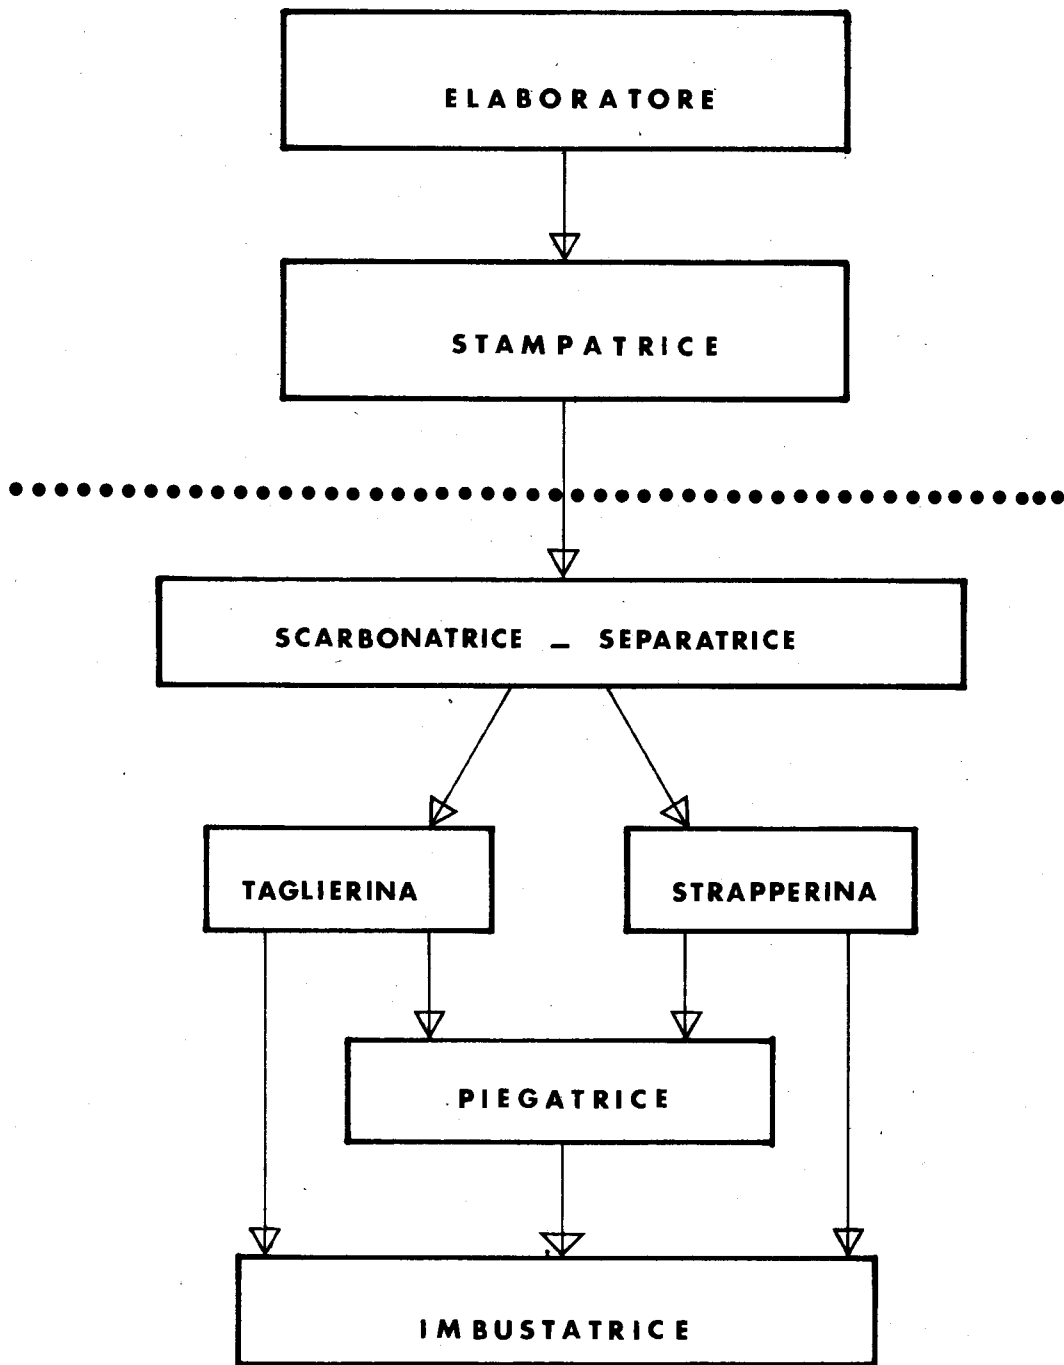 ELABORATORE
STAMPATRICE
SCARBONATRICE – SEPARATRICE
TAGLIERINA STRAPPERINA
PIEGATRICE
IMBUSTATRICE